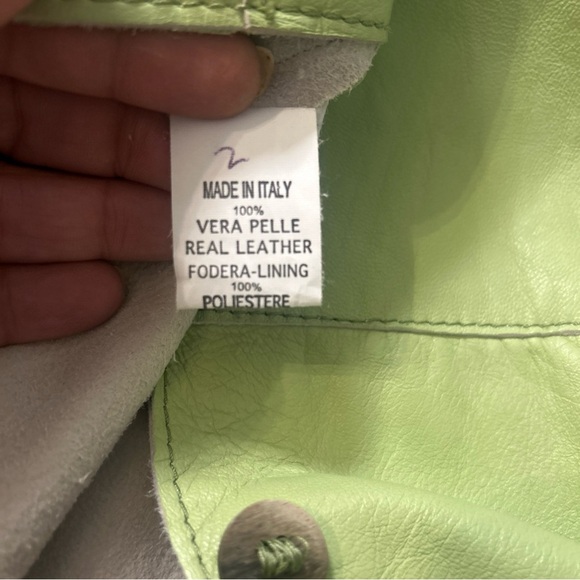 2
MADE IN ITALY
100%
VERA PELLE
REAL LEATHER
FODERA-LINING
100%
POLIESTERE